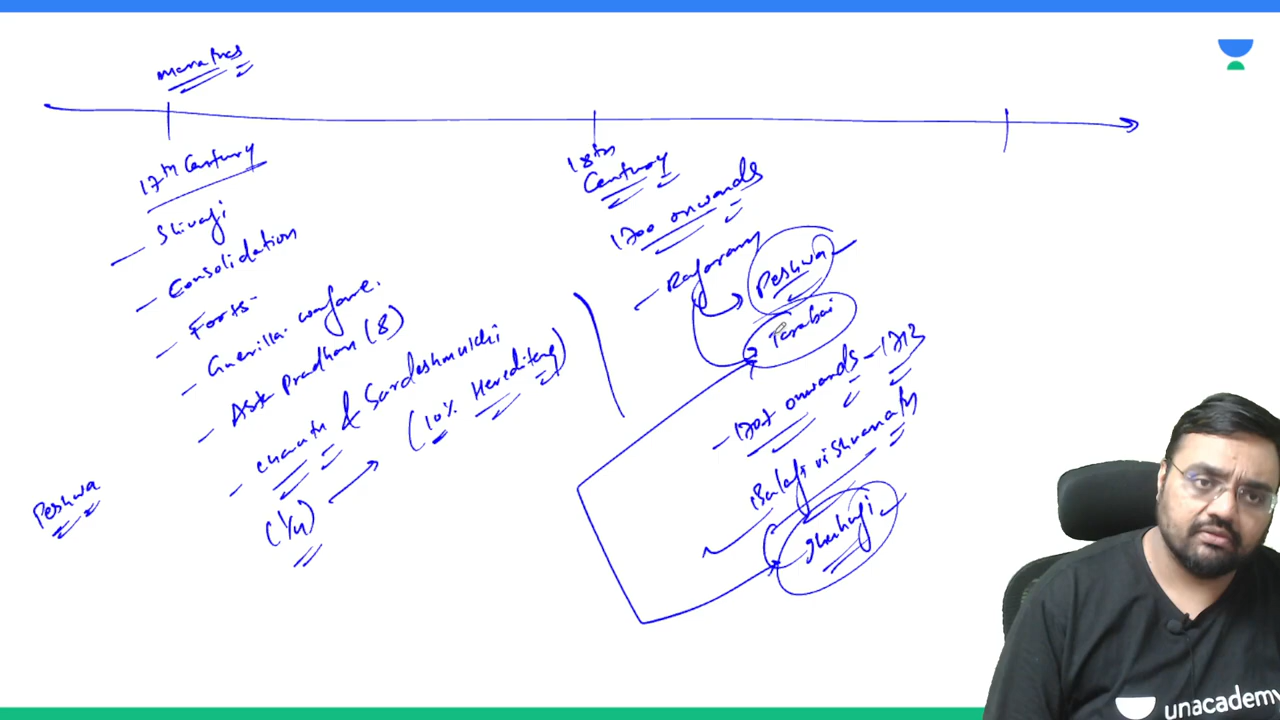 Marathas
17th Century
- Shivaji
- Consolidation
- Forts
- Guerilla warfare.
- Ast Pradhan (8)
- Chauth & Sardeshmukhi
(1/4) → (10% Hereditary)
Peshwa
18th
Century
1700 onwards
- Rajaram
Peshwa
Tarabai
- 1707 onwards - 1713
Balaji vishwanath
Shahuji
unacademy